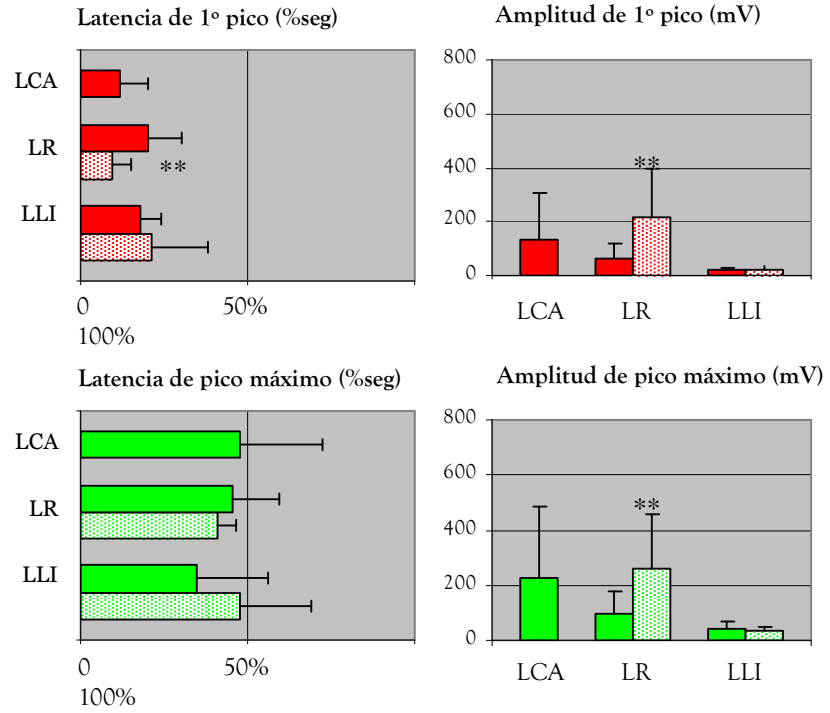 Latencia de 1º pico (%seg)
LCA
LR
**
LLI
0 50%
100%
Amplitud de 1º pico (mV)
800
600
400
200
0
**
LCA LR LLI
Latencia de pico máximo (%seg)
LCA
LR
LLI
0 50%
100%
Amplitud de pico máximo (mV)
800
600
400
200
0
**
LCA LR LLI